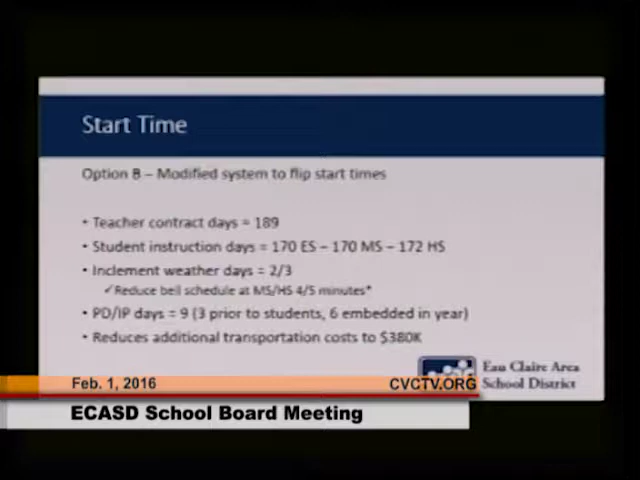 Start Time
Option B – Modified system to flip start times
• Teacher contract days = 189
• Student instruction days = 170 ES – 170 MS – 172 HS
• Inclement weather days = 2/3
✓Reduce bell schedule at MS/HS 4/5 minutes*
• PD/IP days = 9 (3 prior to students, 6 embedded in year)
• Reduces additional transportation costs to $380K
Eau Claire Area
School District
Feb. 1, 2016
CVCTV.ORG
ECASD School Board Meeting